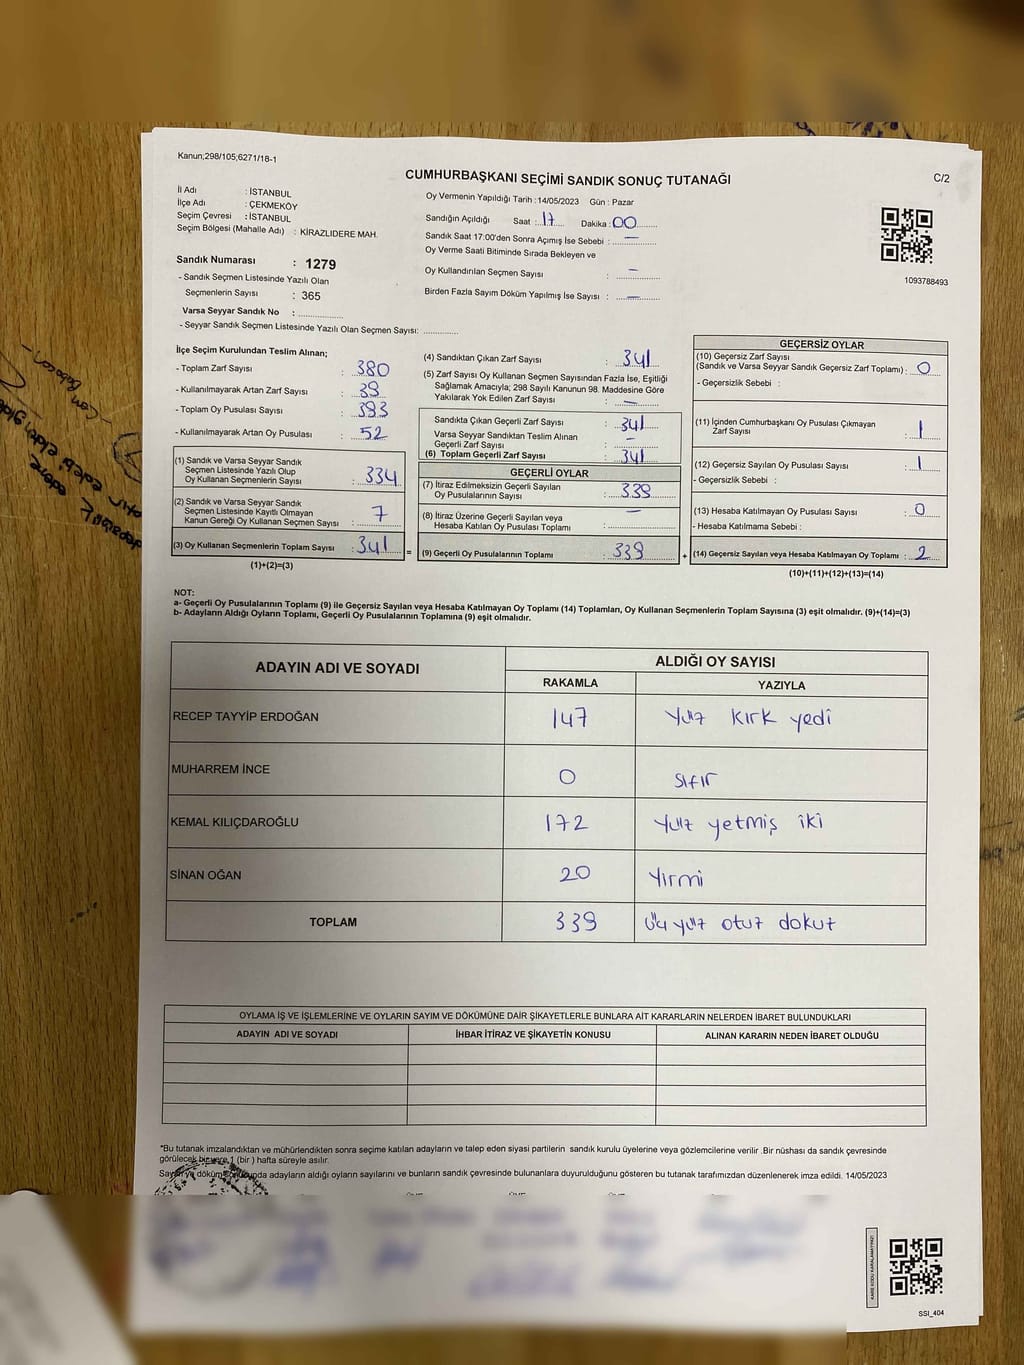 Kanun;298/105;6271/18-1
CUMHURBAŞKANI SEÇİMİ SANDIK SONUÇ TUTANAĞI
C/2
İl Adı : İSTANBUL
İlçe Adı : ÇEKMEKÖY
Seçim Çevresi : İSTANBUL
Seçim Bölgesi (Mahalle Adı) : KİRAZLIDERE MAH.
Sandık Numarası : 1279
- Sandık Seçmen Listesinde Yazılı Olan
Seçmenlerin Sayısı : 365
Varsa Seyyar Sandık No :
- Seyyar Sandık Seçmen Listesinde Yazılı Olan Seçmen Sayısı:
Oy Vermenin Yapıldığı Tarih : 14/05/2023 Gün : Pazar
Sandığın Açıldığı Saat : 17 Dakika : 00
Sandık Saat 17:00'den Sonra Açımış İse Sebebi : —
Oy Verme Saati Bitiminde Sırada Bekleyen ve
Oy Kullandırılan Seçmen Sayısı : —
Birden Fazla Sayım Döküm Yapılmış İse Sayısı : —
1093788493
İlçe Seçim Kurulundan Teslim Alınan;
- Toplam Zarf Sayısı : 380
- Kullanılmayarak Artan Zarf Sayısı : 39
- Toplam Oy Pusulası Sayısı : 393
- Kullanılmayarak Artan Oy Pusulası : 52
(1) Sandık ve Varsa Seyyar Sandık
Seçmen Listesinde Yazılı Olup
Oy Kullanan Seçmenlerin Sayısı : 334
(2) Sandık ve Varsa Seyyar Sandık
Seçmen Listesinde Kayıtlı Olmayan
Kanun Gereği Oy Kullanan Seçmen Sayısı : 7
(3) Oy Kullanan Seçmenlerin Toplam Sayısı : 341
(1)+(2)=(3)
=
(4) Sandıktan Çıkan Zarf Sayısı : 341
(5) Zarf Sayısı Oy Kullanan Seçmen Sayısından Fazla İse, Eşitliği
Sağlamak Amacıyla; 298 Sayılı Kanunun 98. Maddesine Göre
Yakılarak Yok Edilen Zarf Sayısı : —
Sandıkta Çıkan Geçerli Zarf Sayısı : 341
Varsa Seyyar Sandıktan Teslim Alınan
Geçerli Zarf Sayısı : —
(6) Toplam Geçerli Zarf Sayısı : 341
GEÇERLİ OYLAR
(7) İtiraz Edilmeksizin Geçerli Sayılan
Oy Pusulalarının Sayısı : 339
(8) İtiraz Üzerine Geçerli Sayılan veya
Hesaba Katılan Oy Pusulası Toplamı : —
(9) Geçerli Oy Pusulalarının Toplamı : 339
+
GEÇERSİZ OYLAR
(10) Geçersiz Zarf Sayısı
(Sandık ve Varsa Seyyar Sandık Geçersiz Zarf Toplamı) : 0
- Geçersizlik Sebebi :
(11) İçinden Cumhurbaşkanı Oy Pusulası Çıkmayan
Zarf Sayısı : 1
(12) Geçersiz Sayılan Oy Pusulası Sayısı : 1
- Geçersizlik Sebebi :
(13) Hesaba Katılmayan Oy Pusulası Sayısı : 0
- Hesaba Katılmama Sebebi :
(14) Geçersiz Sayılan veya Hesaba Katılmayan Oy Toplamı : 2
(10)+(11)+(12)+(13)=(14)
NOT:
a- Geçerli Oy Pusulalarının Toplamı (9) ile Geçersiz Sayılan veya Hesaba Katılmayan Oy Toplamı (14) Toplamları, Oy Kullanan Seçmenlerin Toplam Sayısına (3) eşit olmalıdır. (9)+(14)=(3)
b- Adayların Aldığı Oyların Toplamı, Geçerli Oy Pusulalarının Toplamına (9) eşit olmalıdır.
ADAYIN ADI VE SOYADI
ALDIĞI OY SAYISI
RAKAMLA YAZIYLA
RECEP TAYYİP ERDOĞAN 147 Yüz kırk yedi
MUHARREM İNCE 0 sıfır
KEMAL KILIÇDAROĞLU 172 Yüz yetmiş iki
SİNAN OĞAN 20 Yirmi
TOPLAM 339 Üç yüz otuz dokuz
OYLAMA İŞ VE İŞLEMLERİNE VE OYLARIN SAYIM VE DÖKÜMÜNE DAİR ŞİKAYETLERLE BUNLARA AİT KARARLARIN NELERDEN İBARET BULUNDUKLARI
ADAYIN ADI VE SOYADI İHBAR İTİRAZ VE ŞİKAYETİN KONUSU ALINAN KARARIN NEDEN İBARET OLDUĞU
*Bu tutanak imzalandıktan ve mühürlendikten sonra seçime katılan adayların ve talep eden siyasi partilerin sandık kurulu üyelerine veya gözlemcilerine verilir .Bir nüshası da sandık çevresinde
görülecek bir yere 1 (bir ) hafta süreyle asılır.
Sayım ve döküm sonunda adayların aldığı oyların sayılarını ve bunların sandık çevresinde bulunanlara duyurulduğunu gösteren bu tutanak tarafımızdan düzenlenerek imza edildi. 14/05/2023
KARE KODU KARALAMAYINIZ!
SSI_404